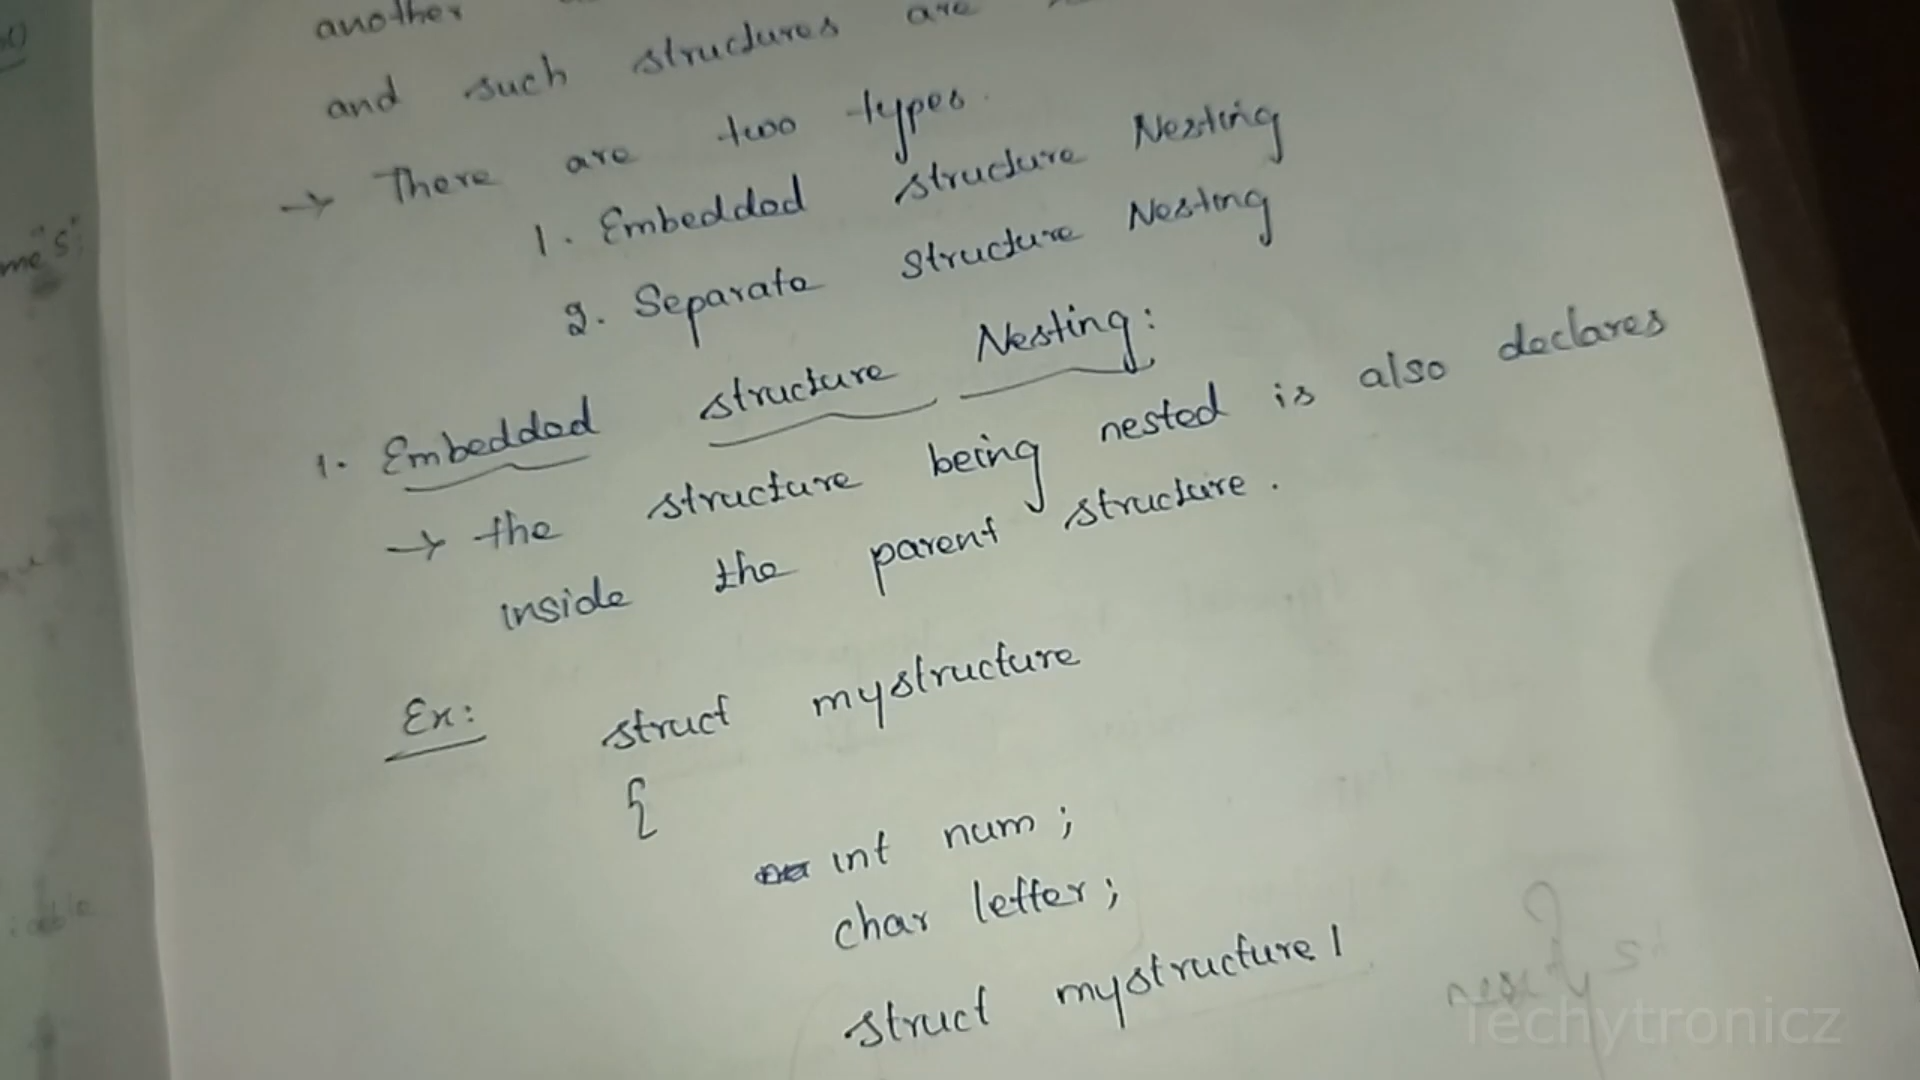 another
and such structures are
→ There are two types.
1. Embedded structure Nesting
2. Separate structure Nesting
1. Embedded structure Nesting:
→ the structure being nested is also declares
inside the parent structure.
Ex: struct mystructure
{
int num;
char letter;
struct mystructure1
Techytronicz